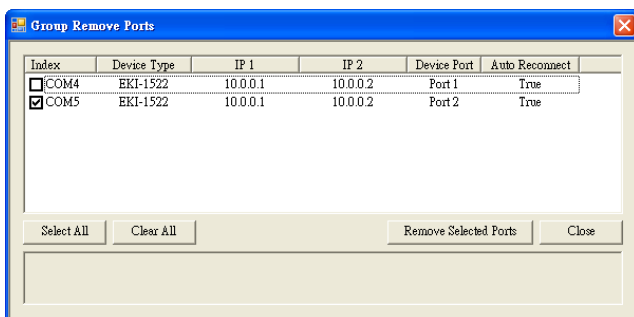 Group Remove Ports
Index Device Type IP 1 IP 2 Device Port Auto Reconnect
COM4 EKI-1522 10.0.0.1 10.0.0.2 Port 1 True
COM5 EKI-1522 10.0.0.1 10.0.0.2 Port 2 True
Select All Clear All Remove Selected Ports Close